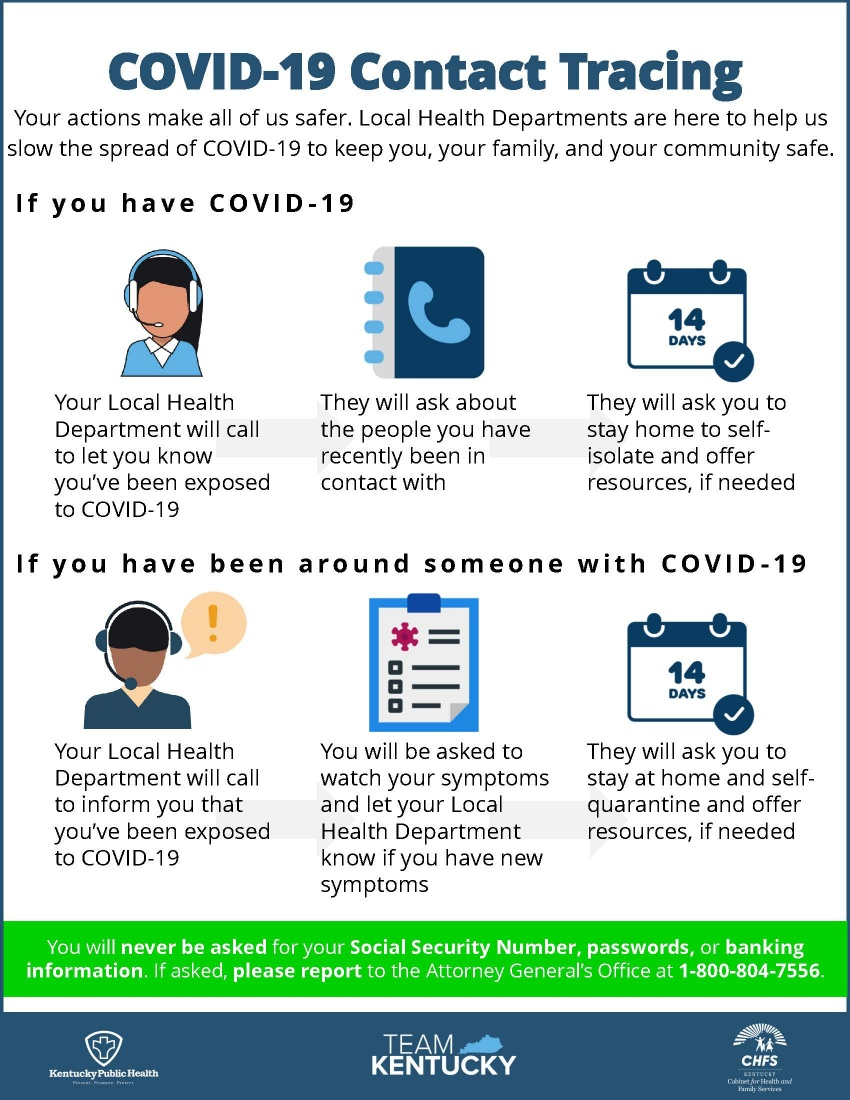 COVID-19 Contact Tracing
Your actions make all of us safer. Local Health Departments are here to help us
slow the spread of COVID-19 to keep you, your family, and your community safe.
If you have COVID-19
14
DAYS
Your Local Health
Department will call
to let you know
you've been exposed
to COVID-19
They will ask about
the people you have
recently been in
contact with
They will ask you to
stay home to self-
isolate and offer
resources, if needed
If you have been around someone with COVID-19
!
14
DAYS
Your Local Health
Department will call
to inform you that
you've been exposed
to COVID-19
You will be asked to
watch your symptoms
and let your Local
Health Department
know if you have new
symptoms
They will ask you to
stay at home and self-
quarantine and offer
resources, if needed
You will never be asked for your Social Security Number, passwords, or banking
information. If asked, please report to the Attorney General's Office at 1-800-804-7556.
Kentucky Public Health
Prevent. Promote. Protect.
TEAM
KENTUCKY
CHFS
KENTUCKY
Cabinet for Health and
Family Services